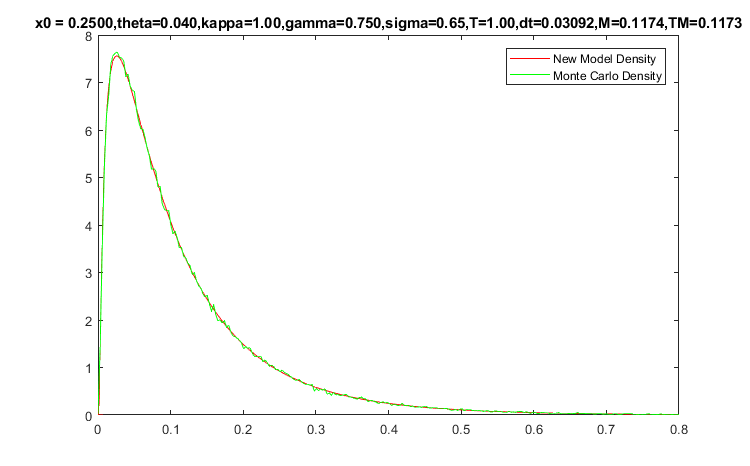 x0 = 0.2500,theta=0.040,kappa=1.00,gamma=0.750,sigma=0.65,T=1.00,dt=0.03092,M=0.1174,TM=0.1173
New Model Density
Monte Carlo Density
8
7
6
5
4
3
2
1
0
0 0.1 0.2 0.3 0.4 0.5 0.6 0.7 0.8